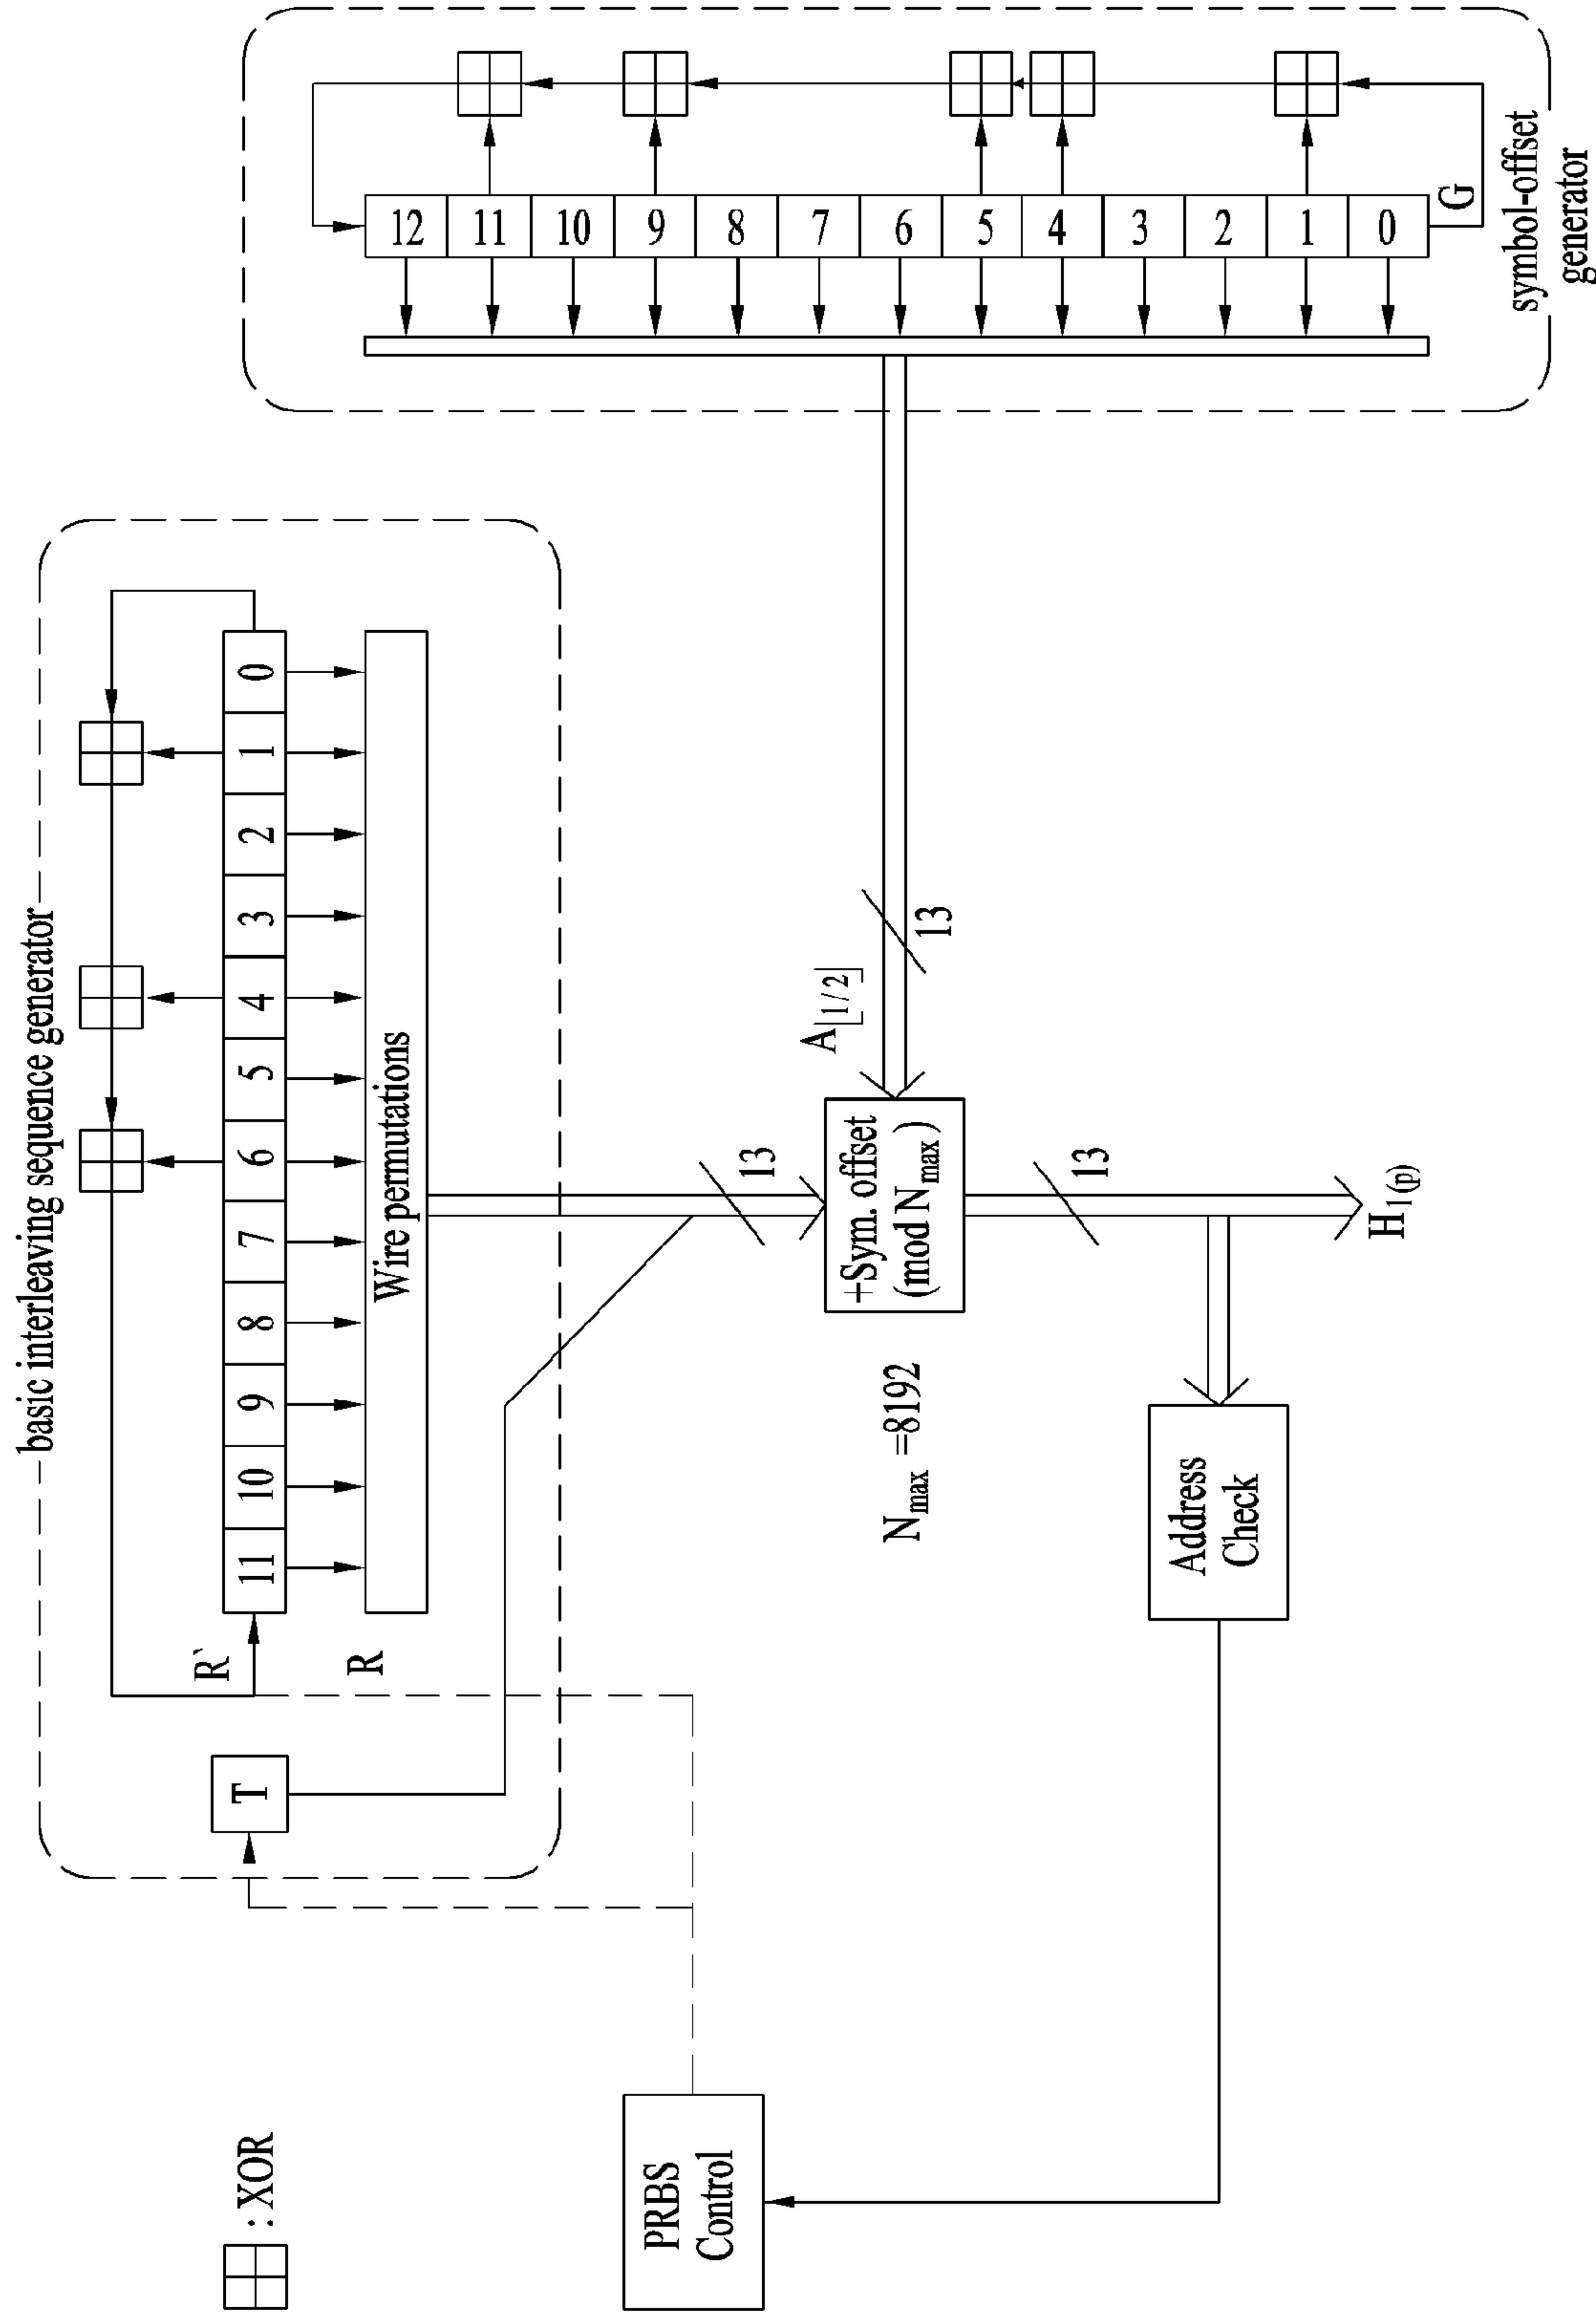 basic interleaving sequence generator
R`
11 10 9 8 7 6 5 4 3 2 1 0
R
Wire permutations
T
: XOR
PRBS
Control
13
+Sym. offset
(mod Nmax)
Nmax =8192
13
H1(p)
Address
Check
A⌊1/2⌋
13
12
11
10
9
8
7
6
5
4
3
2
1
0
G
symbol-offset
generator